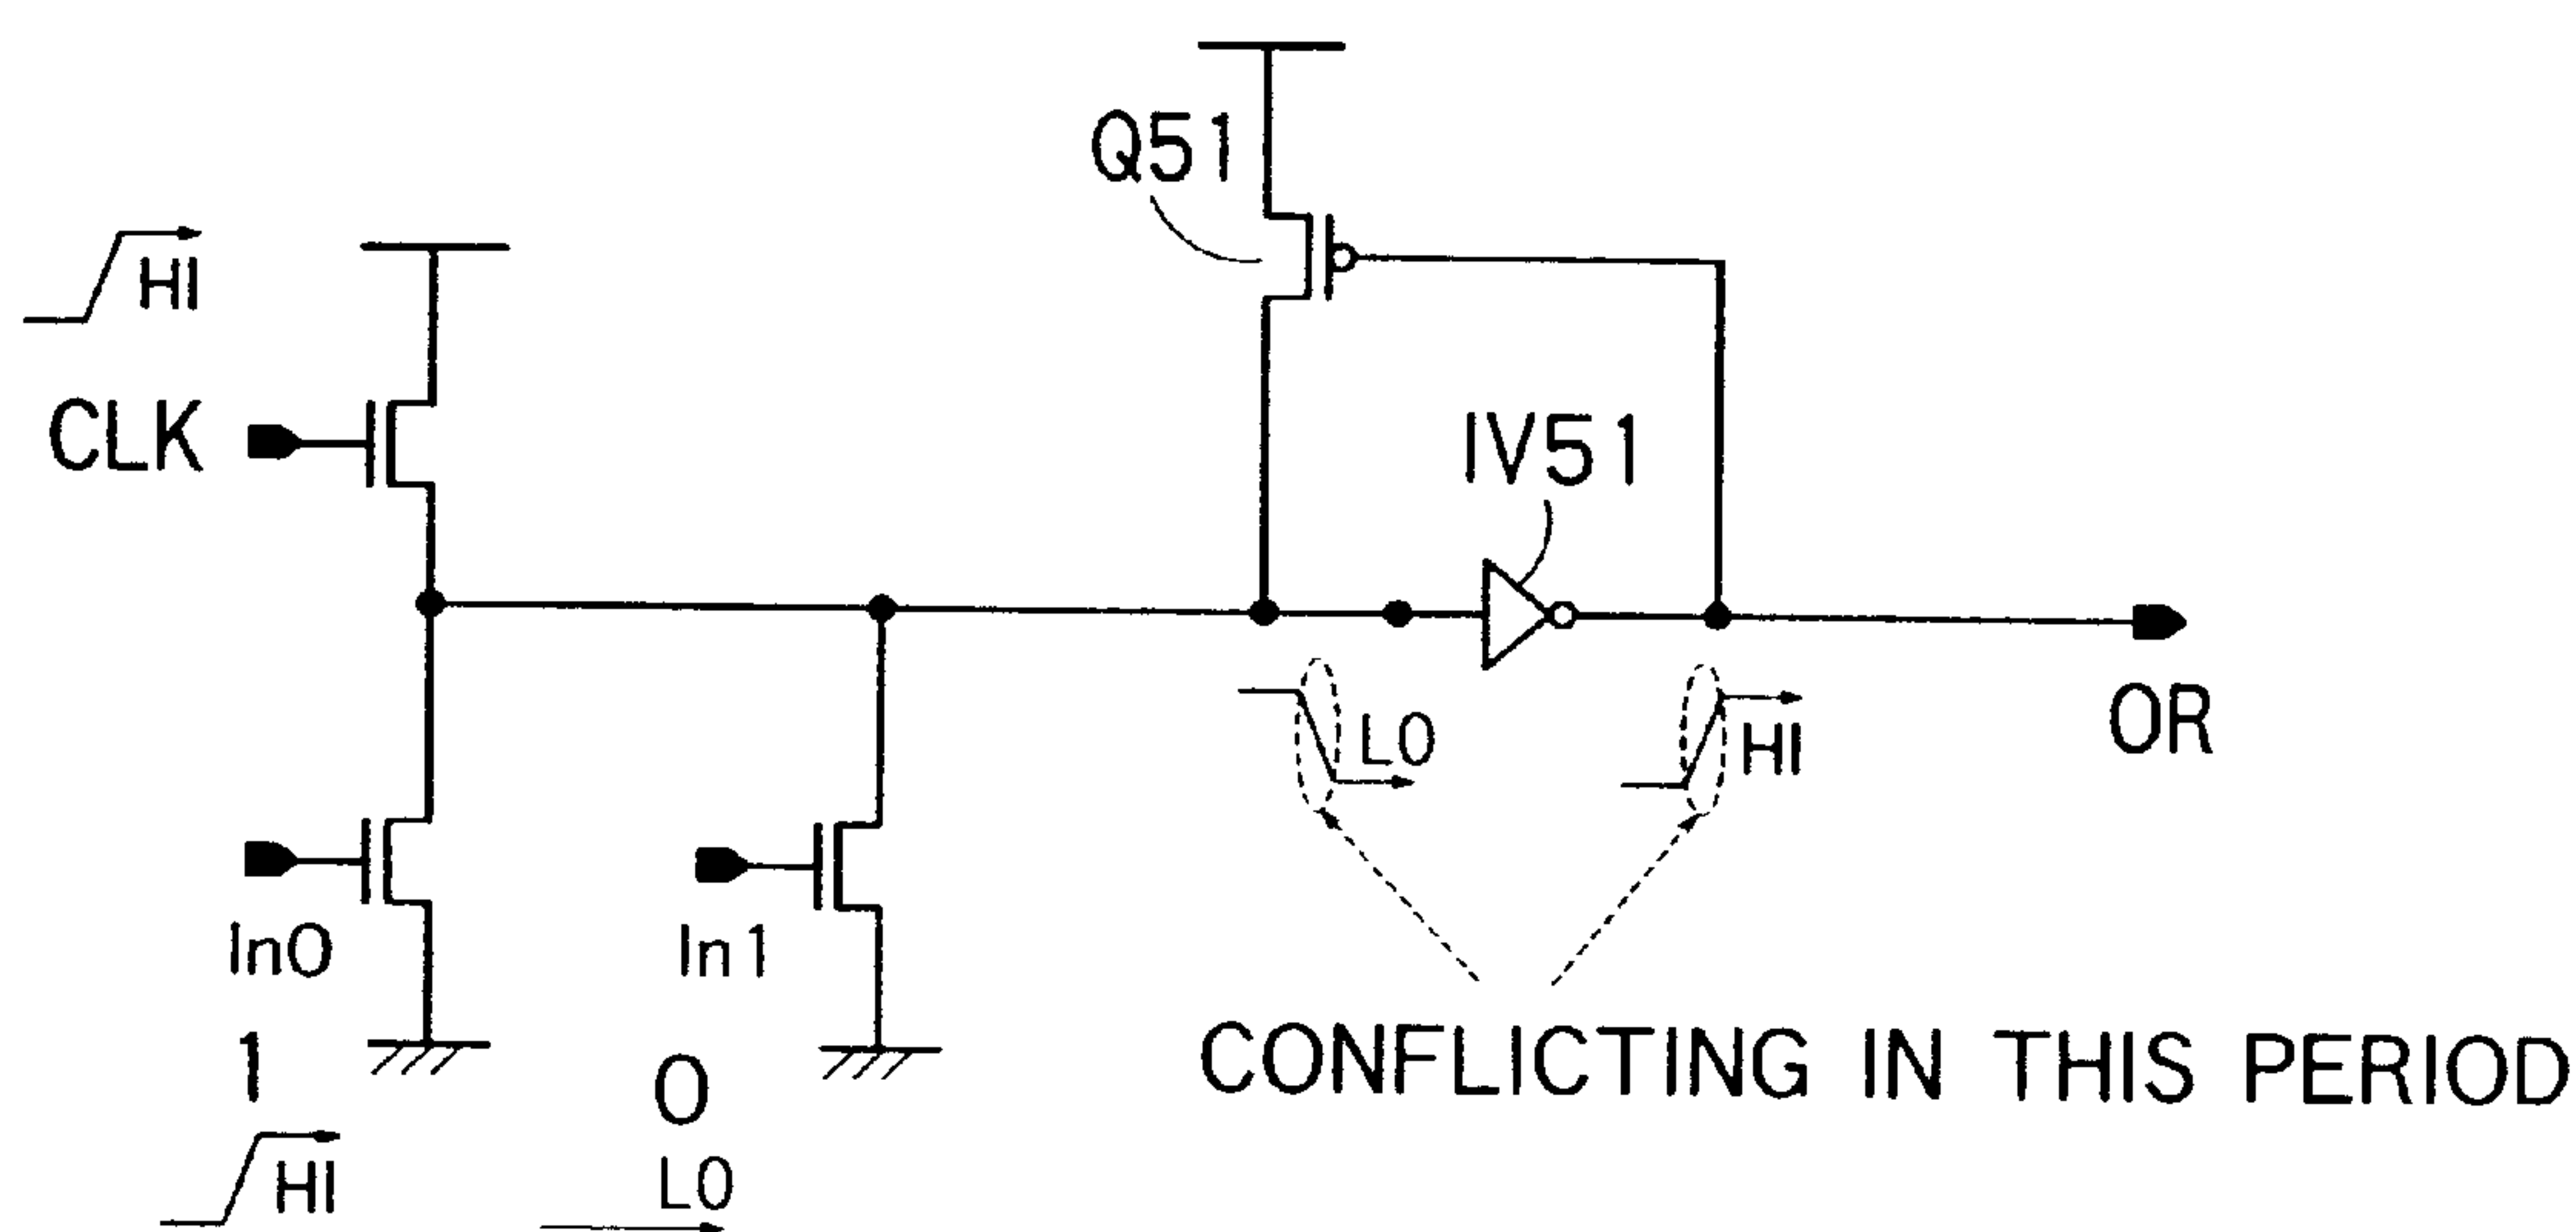 Q51
HI
CLK
IV51
LO
HI
OR
In0
In1
1
0
CONFLICTING IN THIS PERIOD
HI
LO